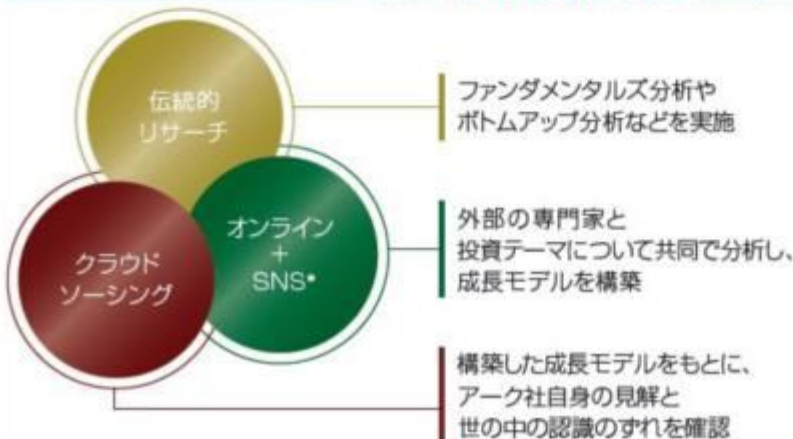 伝統的
リサーチ
ファンダメンタルズ分析や
ボトムアップ分析などを実施
オンライン
+
SNS*
外部の専門家と
投資テーマについて共同で分析し、
成長モデルを構築
クラウド
ソーシング
構築した成長モデルをもとに、
アーク社自身の見解と
世の中の認識のずれを確認